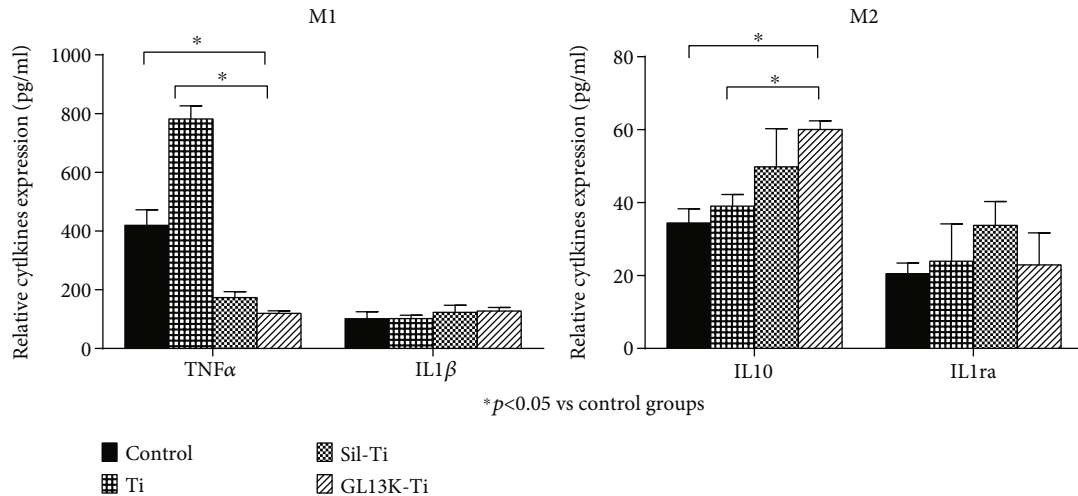 M1
Relative cytlkines expression (pg/ml)
1000
800
600
400
200
0
*
*
TNFα
IL1β
M2
Relative cytlkines expression (pg/ml)
80
60
40
20
0
*
*
IL10
IL1ra
*p<0.05 vs control groups
Control
Ti
Sil-Ti
GL13K-Ti